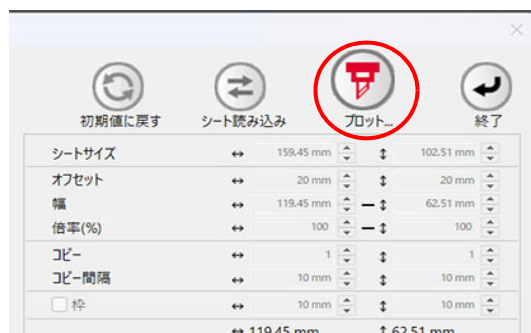 初期値に戻す シート読み込み プロット... 終了
シートサイズ ↔ 159.45 mm ↕ 102.51 mm
オフセット ↔ 20 mm ↕ 20 mm
幅 ↔ 119.45 mm ↕ 62.51 mm
倍率(%) ↔ 100 ↕ 100
コピー ↔ 1 ↕ 1
コピー間隔 ↔ 10 mm ↕ 10 mm
枠 ↔ 10 mm ↕ 10 mm
↔ 119.45 mm ↕ 62.51 mm